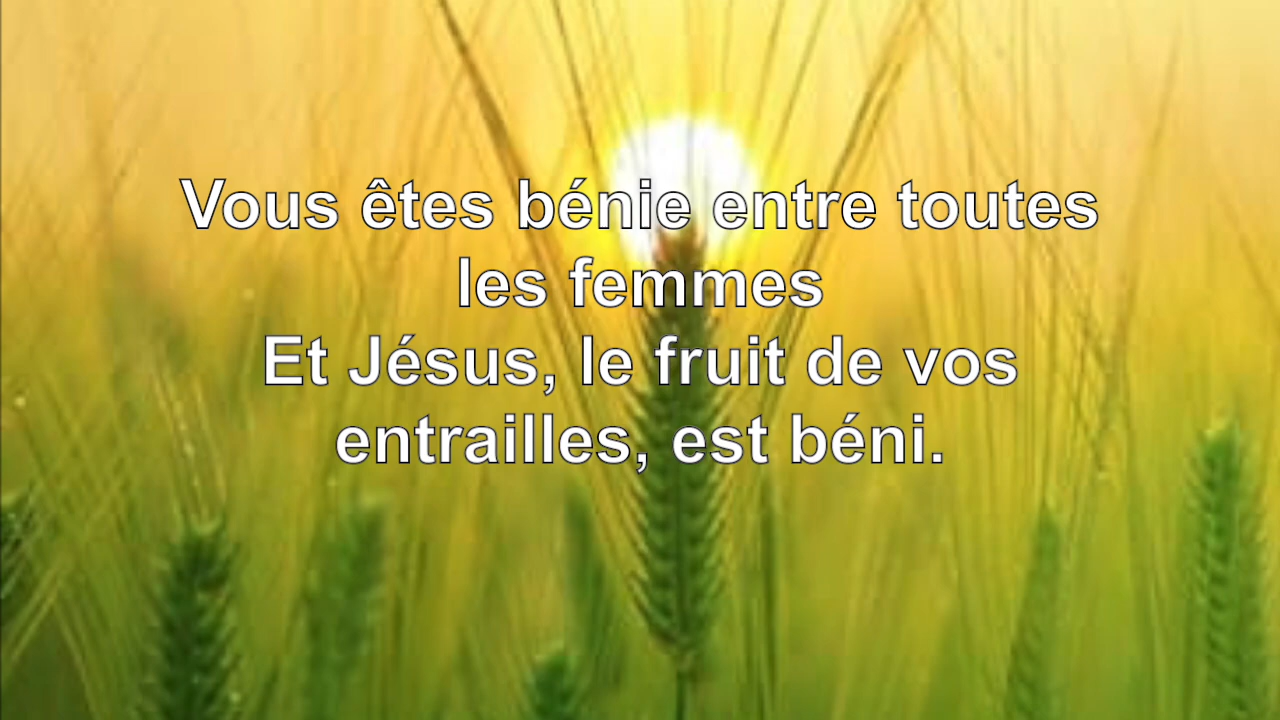 Vous êtes bénie entre toutes
les femmes
Et Jésus, le fruit de vos
entrailles, est béni.